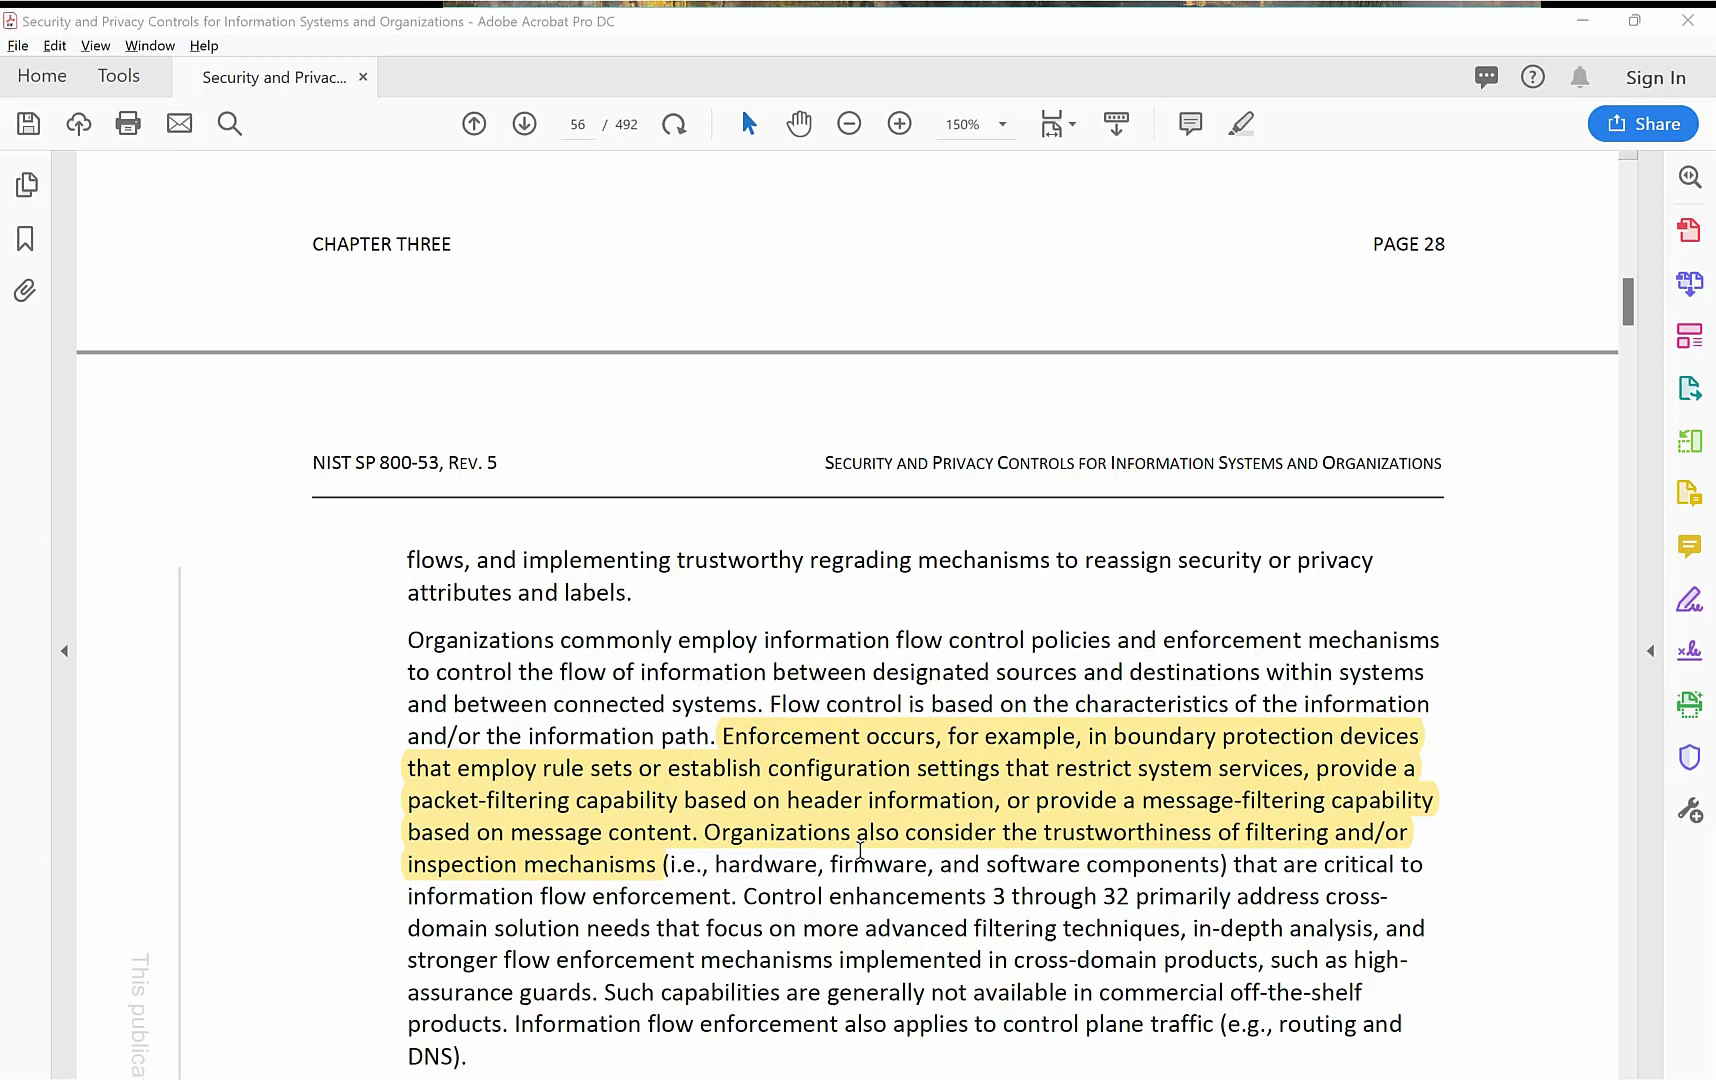 Security and Privacy Controls for Information Systems and Organizations - Adobe Acrobat Pro DC
File Edit View Window Help
Home Tools Security and Privac... × Sign In
56 / 492 150% Share
CHAPTER THREE PAGE 28
NIST SP 800-53, REV. 5 SECURITY AND PRIVACY CONTROLS FOR INFORMATION SYSTEMS AND ORGANIZATIONS
flows, and implementing trustworthy regrading mechanisms to reassign security or privacy
attributes and labels.
Organizations commonly employ information flow control policies and enforcement mechanisms
to control the flow of information between designated sources and destinations within systems
and between connected systems. Flow control is based on the characteristics of the information
and/or the information path. Enforcement occurs, for example, in boundary protection devices
that employ rule sets or establish configuration settings that restrict system services, provide a
packet-filtering capability based on header information, or provide a message-filtering capability
based on message content. Organizations also consider the trustworthiness of filtering and/or
inspection mechanisms (i.e., hardware, firmware, and software components) that are critical to
information flow enforcement. Control enhancements 3 through 32 primarily address cross-
domain solution needs that focus on more advanced filtering techniques, in-depth analysis, and
stronger flow enforcement mechanisms implemented in cross-domain products, such as high-
assurance guards. Such capabilities are generally not available in commercial off-the-shelf
products. Information flow enforcement also applies to control plane traffic (e.g., routing and
DNS).
This publica